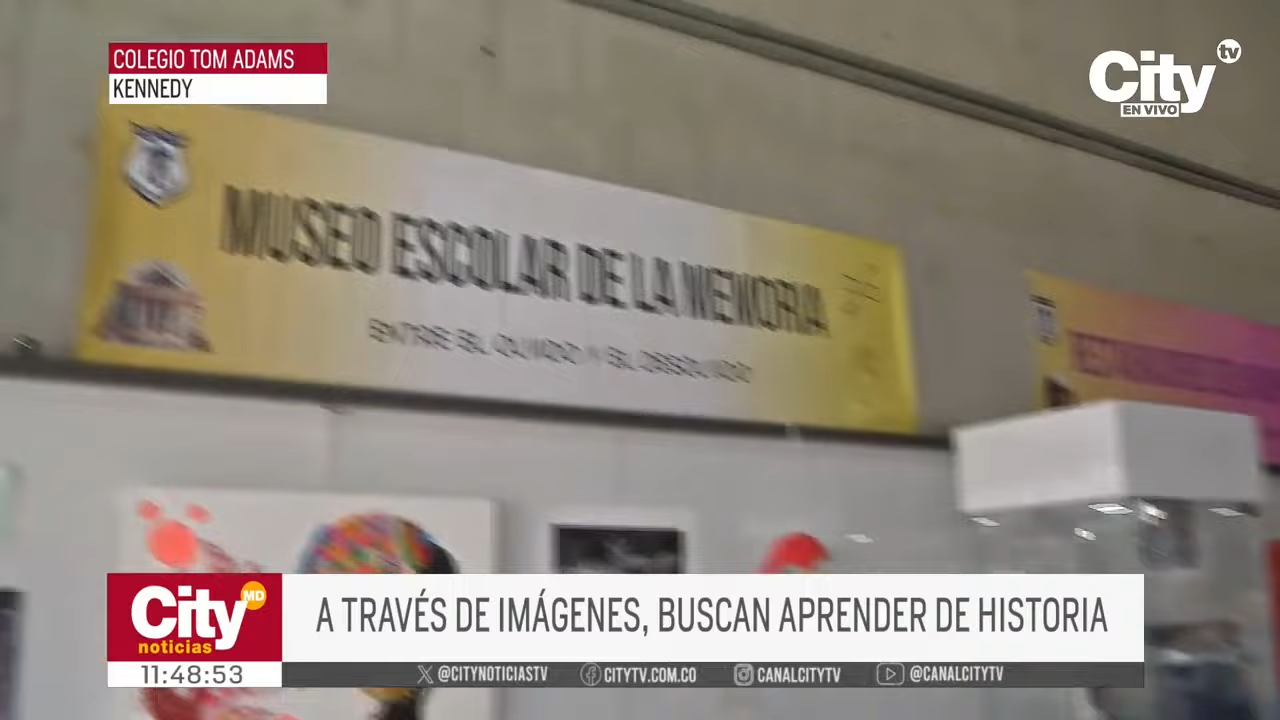 COLEGIO TOM ADAMS
KENNEDY
City tv
EN VIVO
MUSEO ESCOLAR DE LA MEMORIA
ENTRE EL OLVIDO Y EL
City MD
noticias
A TRAVÉS DE IMÁGENES, BUSCAN APRENDER DE HISTORIA
11:48:53
@CITYNOTICIASTV
CITYTV.COM.CO
CANALCITYTV
@CANALCITYTV